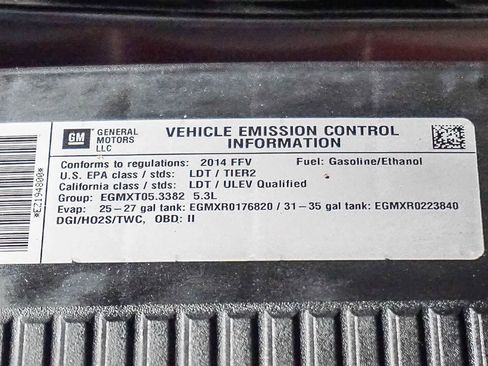 GM
GENERAL MOTORS LLC
VEHICLE EMISSION CONTROL
INFORMATION
Conforms to regulations: 2014 FFV Fuel: Gasoline/Ethanol
U.S. EPA class / stds: LDT / TIER2
California class / stds: LDT / ULEV Qualified
Group: EGMXT05.3382 5.3L
Evap: 25-27 gal tank: EGMXR0176820 / 31-35 gal tank: EGMXR0223840
DGI/HO2S/TWC, OBD: II
*EZ194800*